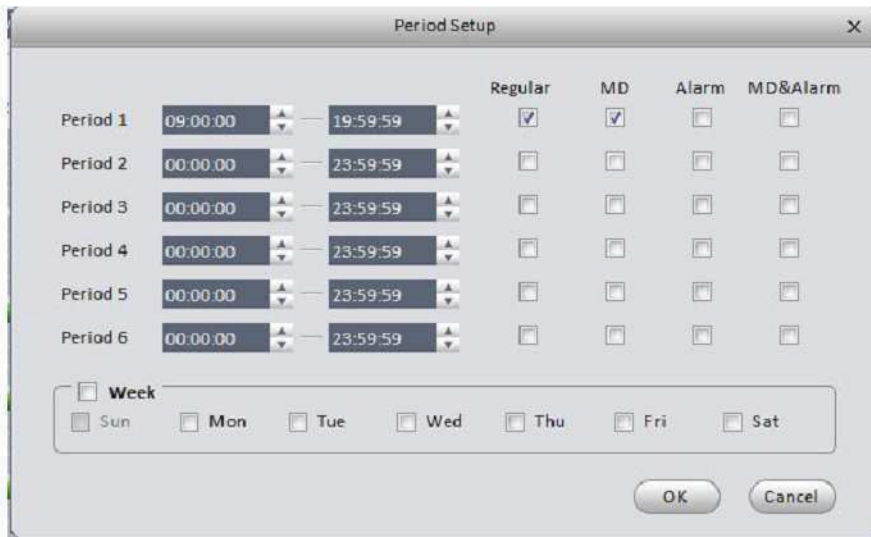 Period Setup
Regular MD Alarm MD&Alarm
Period 1 09:00:00 19:59:59
Period 2 00:00:00 23:59:59
Period 3 00:00:00 23:59:59
Period 4 00:00:00 23:59:59
Period 5 00:00:00 23:59:59
Period 6 00:00:00 23:59:59
Week
Sun Mon Tue Wed Thu Fri Sat
OK Cancel